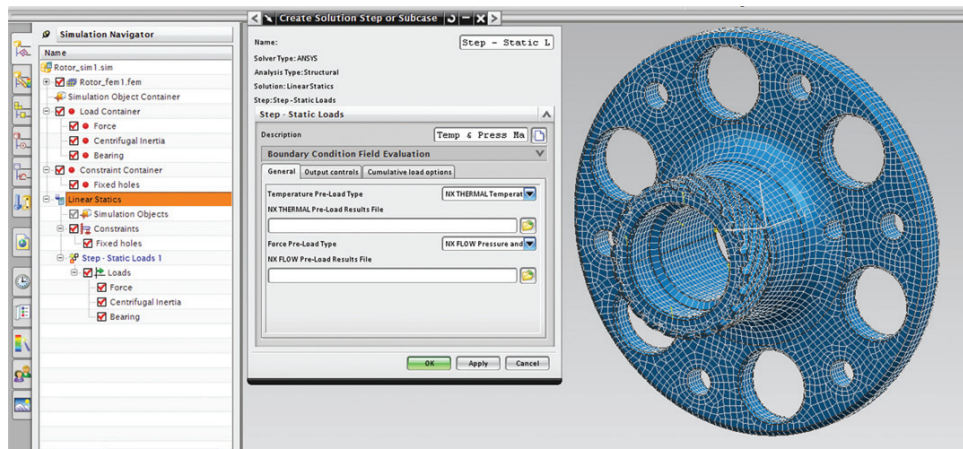 Simulation Navigator
Name
Rotor_sim1.sim
Rotor_fem1.fem
Simulation Object Container
Load Container
Force
Centrifugal Inertia
Bearing
Constraint Container
Fixed holes
Linear Statics
Simulation Objects
Constraints
Fixed holes
Step - Static Loads 1
Loads
Force
Centrifugal Inertia
Bearing
Create Solution Step or Subcase
Name:
Step - Static L
Solver Type: ANSYS
Analysis Type: Structural
Solution: Linear Statics
Step: Step - Static Loads
Step - Static Loads
Description
Temp & Press Ma
Boundary Condition Field Evaluation
General Output controls Cumulative load options
Temperature Pre-Load Type
NX THERMAL Temperat
NX THERMAL Pre-Load Results File
Force Pre-Load Type
NX FLOW Pressure and
NX FLOW Pre-Load Results File
OK Apply Cancel